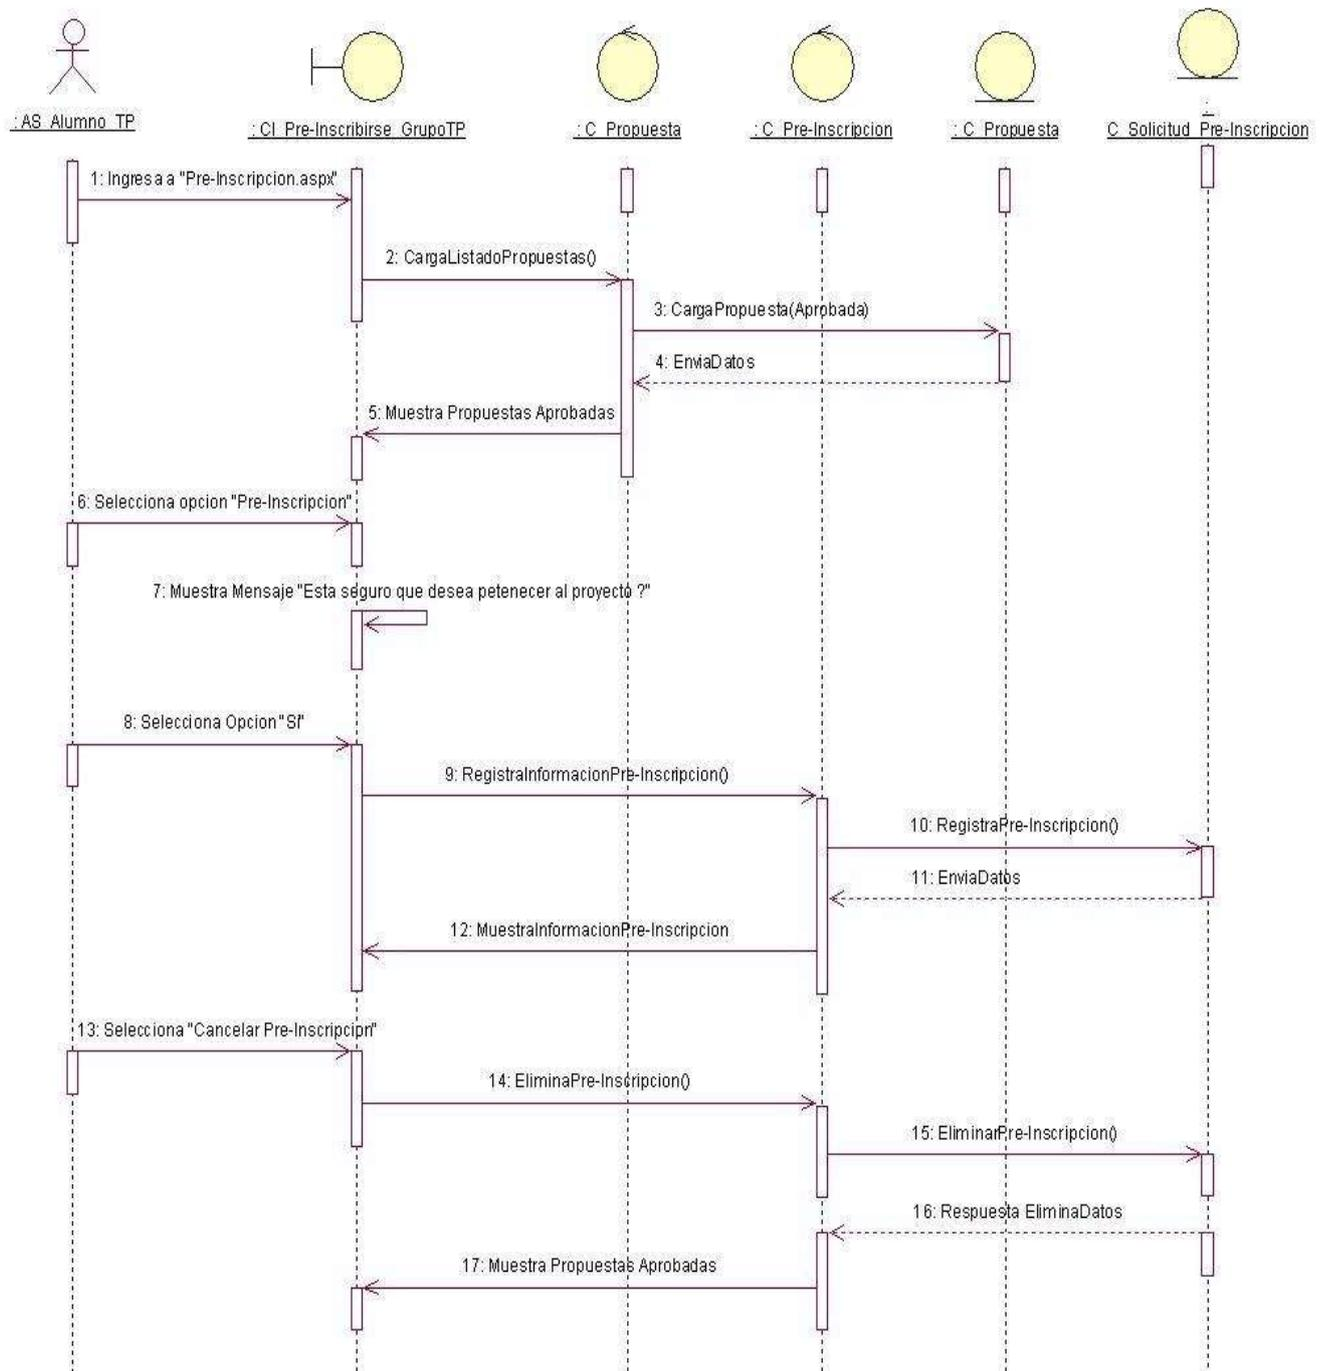 : AS_Alumno_TP
: CI_Pre-Inscribirse_GrupoTP
: C_Propuesta
: C_Pre-Inscripcion
: C_Propuesta
:
C_Solicitud_Pre-Inscripcion
1: Ingresa a "Pre-Inscripcion.aspx"
2: CargaListadoPropuestas()
3: CargaPropuesta(Aprobada)
4: EnviaDatos
5: Muestra Propuestas Aprobadas
6: Selecciona opcion "Pre-Inscripcion"
7: Muestra Mensaje "Esta seguro que desea petenecer al proyecto ?"
8: Selecciona Opcion "Sí"
9: RegistraInformacionPre-Inscripcion()
10: RegistraPre-Inscripcion()
11: EnviaDatos
12: MuestraInformacionPre-Inscripcion
13: Selecciona "Cancelar Pre-Inscripcion"
14: EliminaPre-Inscripcion()
15: EliminarPre-Inscripcion()
16: Respuesta EliminaDatos
17: Muestra Propuestas Aprobadas